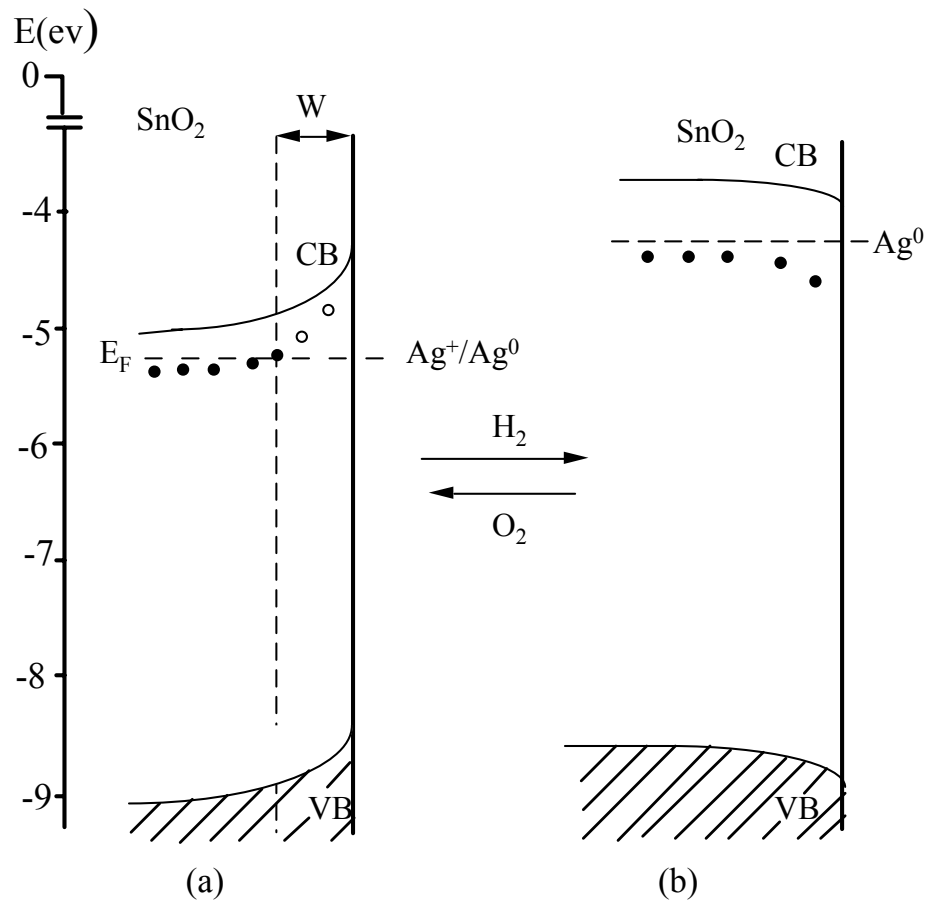 E(ev)
0
-4
-5
-6
-7
-8
-9
SnO₂
W
CB
E_F
Ag⁺/Ag⁰
VB
(a)
H₂
O₂
SnO₂
CB
Ag⁰
VB
(b)